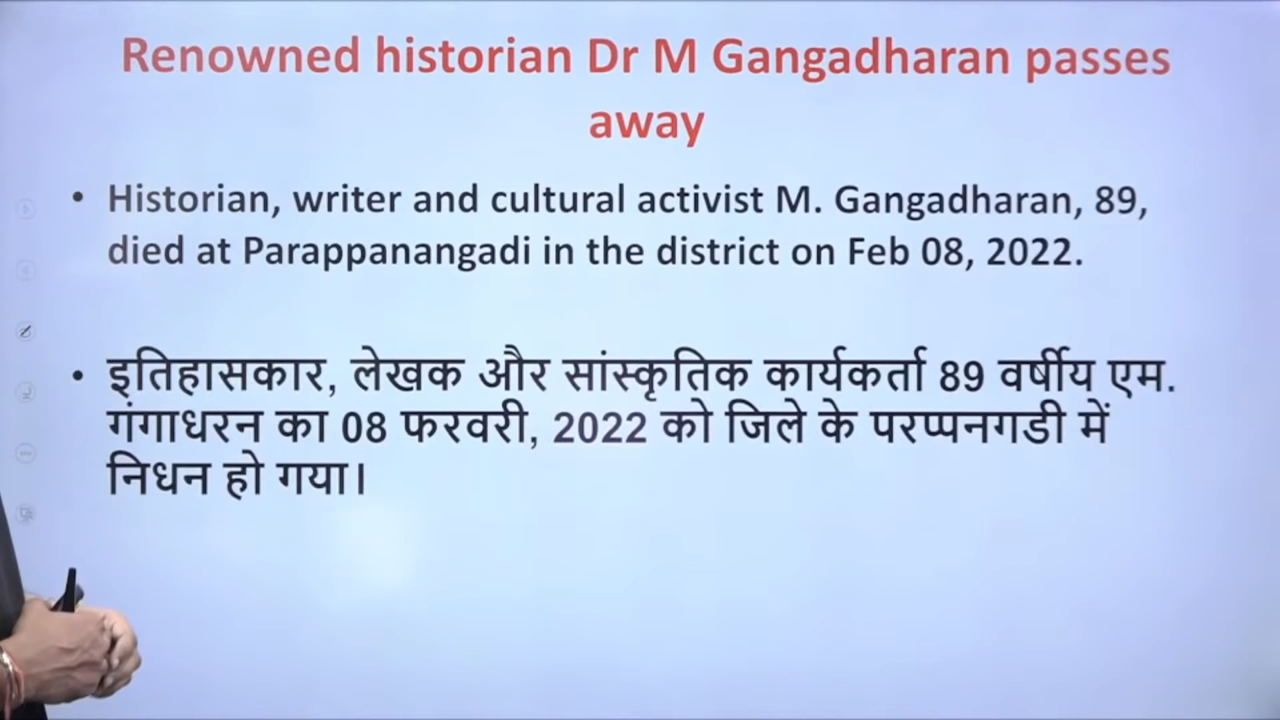 Renowned historian Dr M Gangadharan passes
away
• Historian, writer and cultural activist M. Gangadharan, 89,
died at Parappanangadi in the district on Feb 08, 2022.
• इतिहासकार, लेखक और सांस्कृतिक कार्यकर्ता 89 वर्षीय एम.
गंगाधरन का 08 फरवरी, 2022 को जिले के परप्पनगडी में
निधन हो गया।